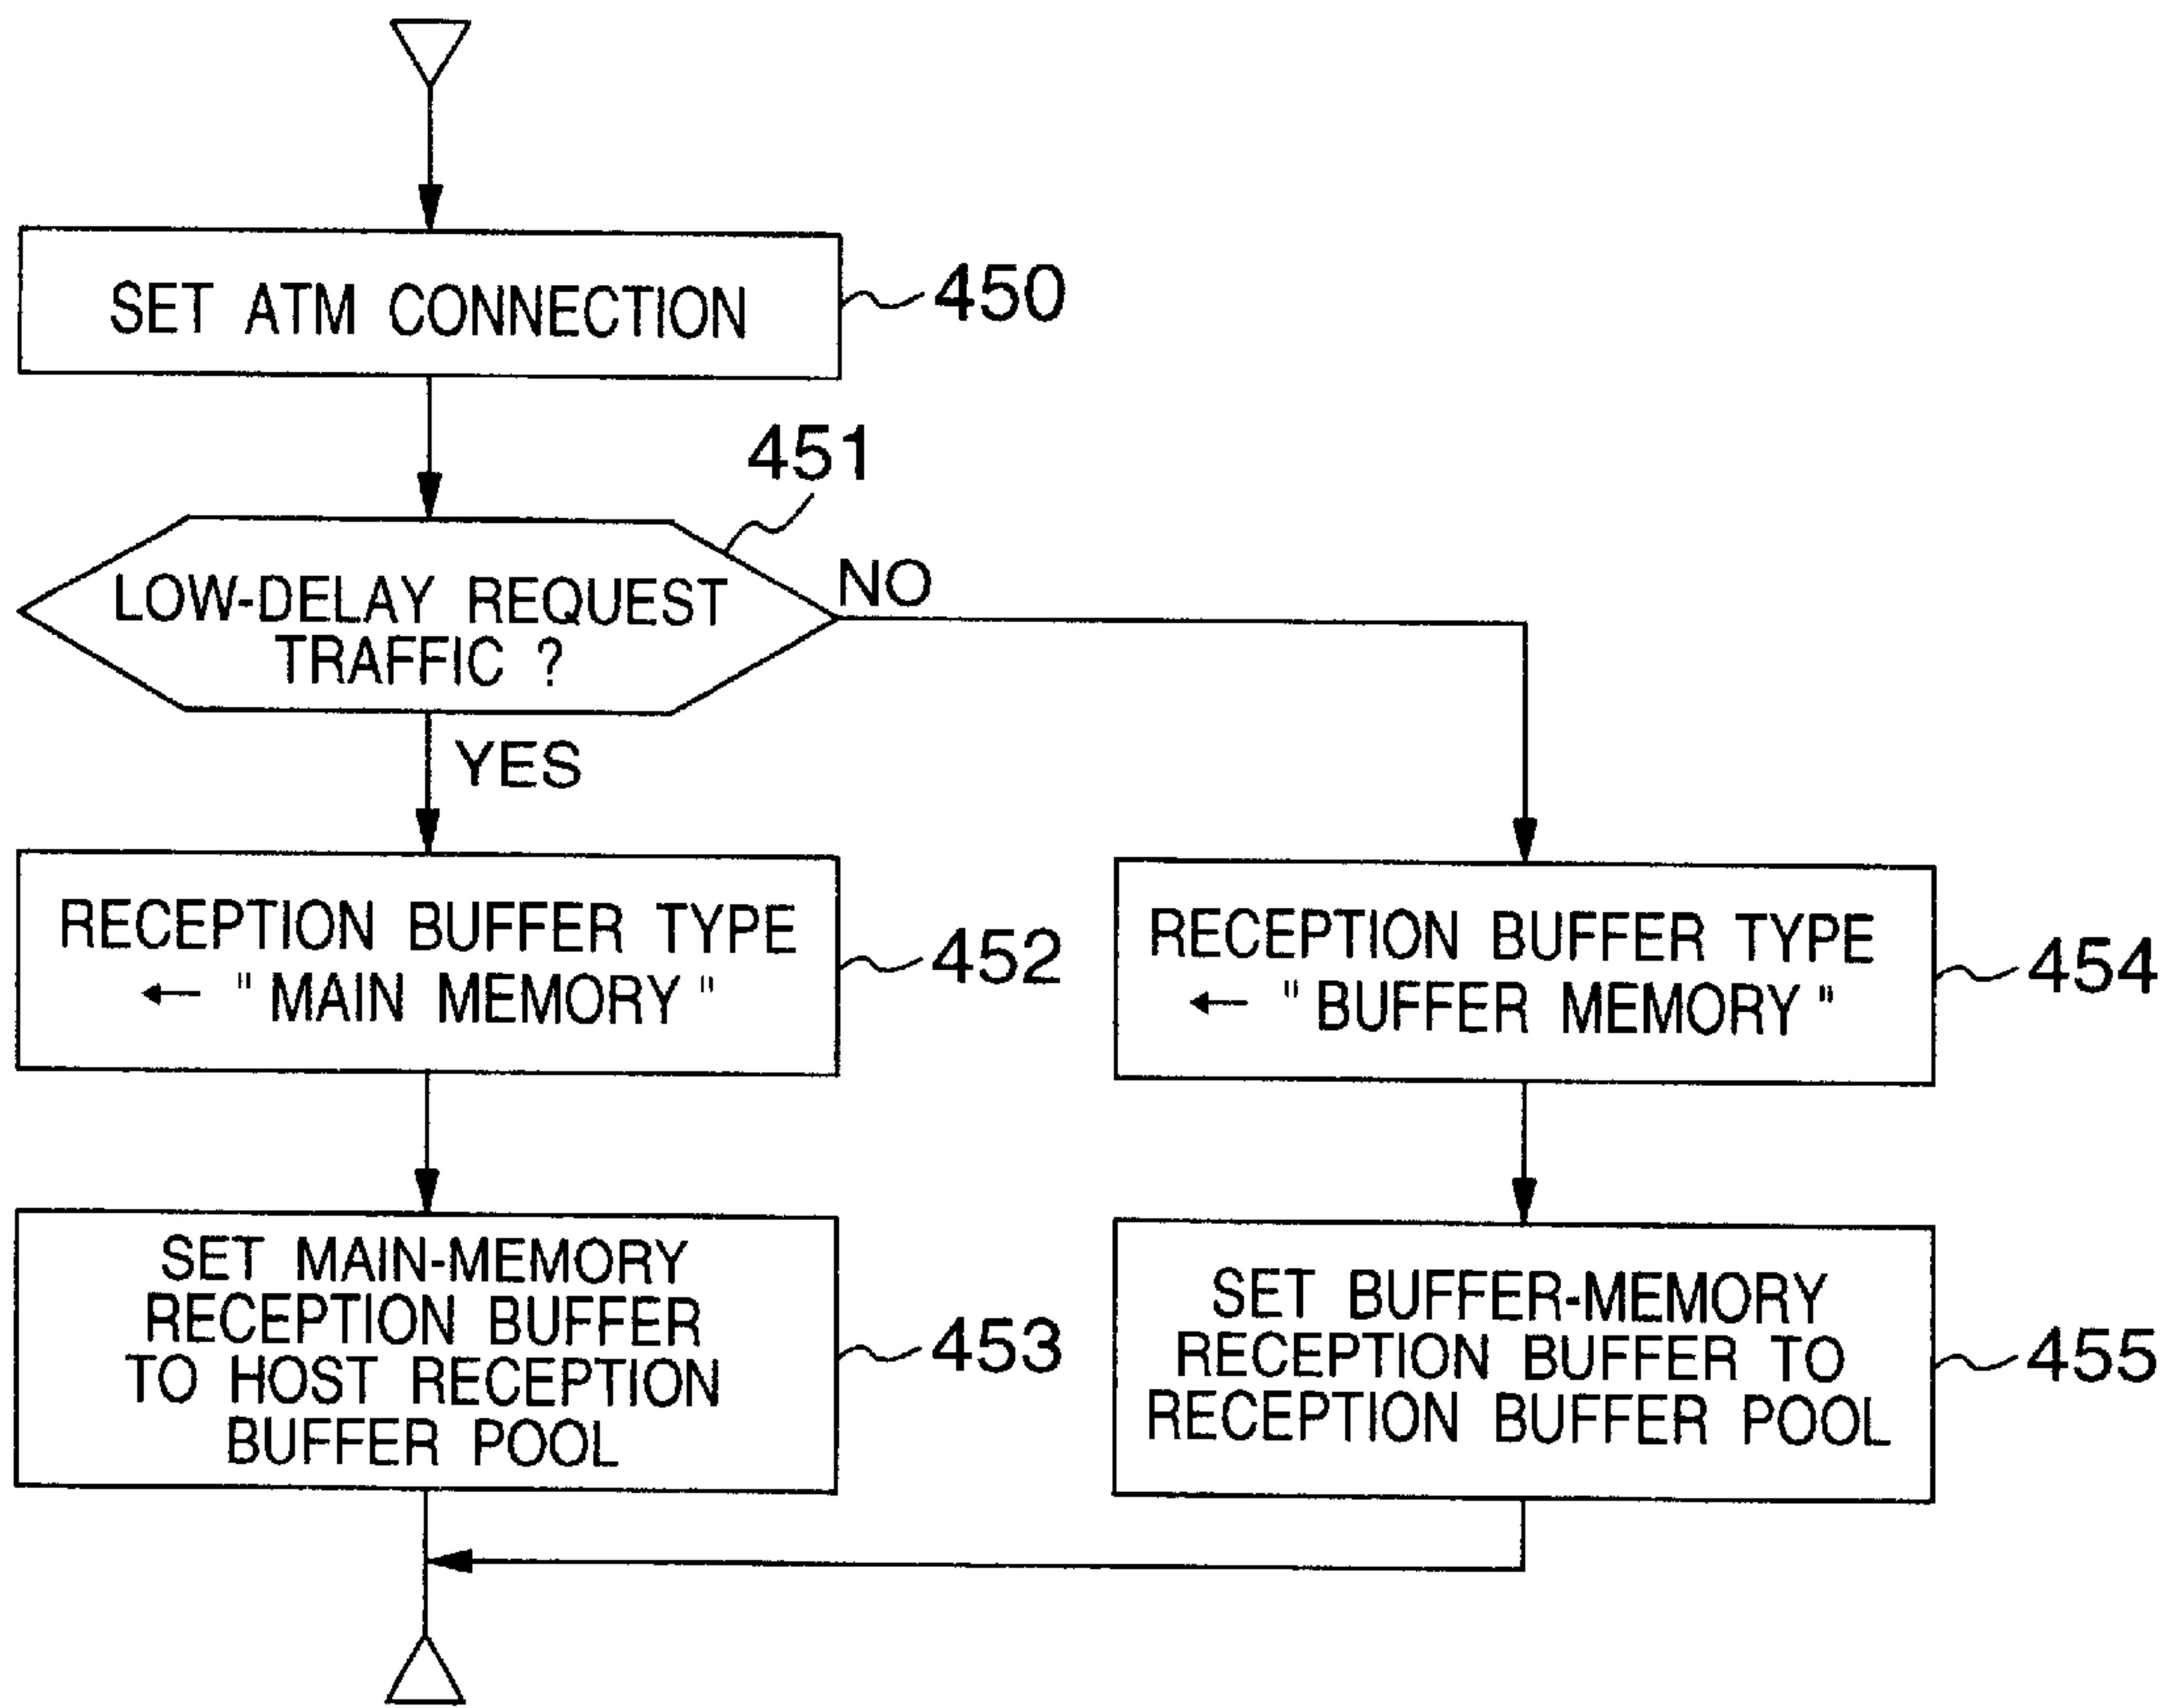 SET ATM CONNECTION
450
451
LOW-DELAY REQUEST
TRAFFIC ?
NO
YES
RECEPTION BUFFER TYPE
← "MAIN MEMORY"
452
RECEPTION BUFFER TYPE
← "BUFFER MEMORY"
454
SET MAIN-MEMORY
RECEPTION BUFFER
TO HOST RECEPTION
BUFFER POOL
453
SET BUFFER-MEMORY
RECEPTION BUFFER TO
RECEPTION BUFFER POOL
455